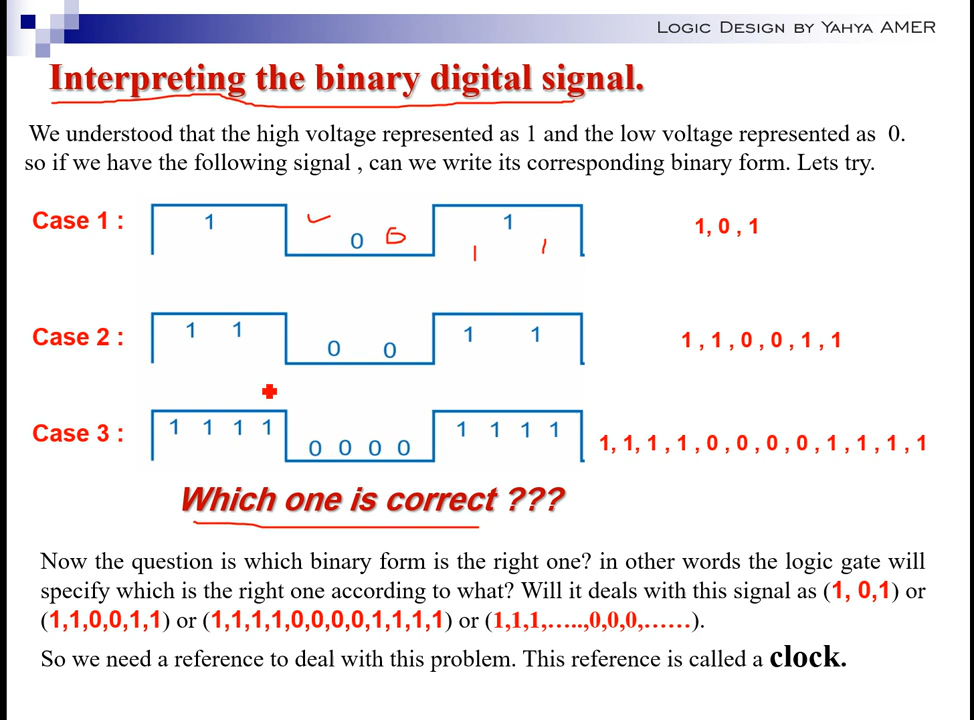 LOGIC DESIGN BY YAHYA AMER
Interpreting the binary digital signal.
We understood that the high voltage represented as 1 and the low voltage represented as 0.
so if we have the following signal , can we write its corresponding binary form. Lets try.
Case 1 : 1 0 1 1, 0 , 1
1 1
Case 2 : 1 1 0 0 1 1 1 , 1 , 0 , 0 , 1 , 1
Case 3 : 1 1 1 1 0 0 0 0 1 1 1 1 1, 1, 1 , 1 , 0 , 0 , 0 , 0 , 1 , 1 , 1 , 1
Which one is correct ???
Now the question is which binary form is the right one? in other words the logic gate will
specify which is the right one according to what? Will it deals with this signal as (1, 0,1) or
(1,1,0,0,1,1) or (1,1,1,1,0,0,0,0,1,1,1,1) or (1,1,1,…..,0,0,0,……).
So we need a reference to deal with this problem. This reference is called a clock.